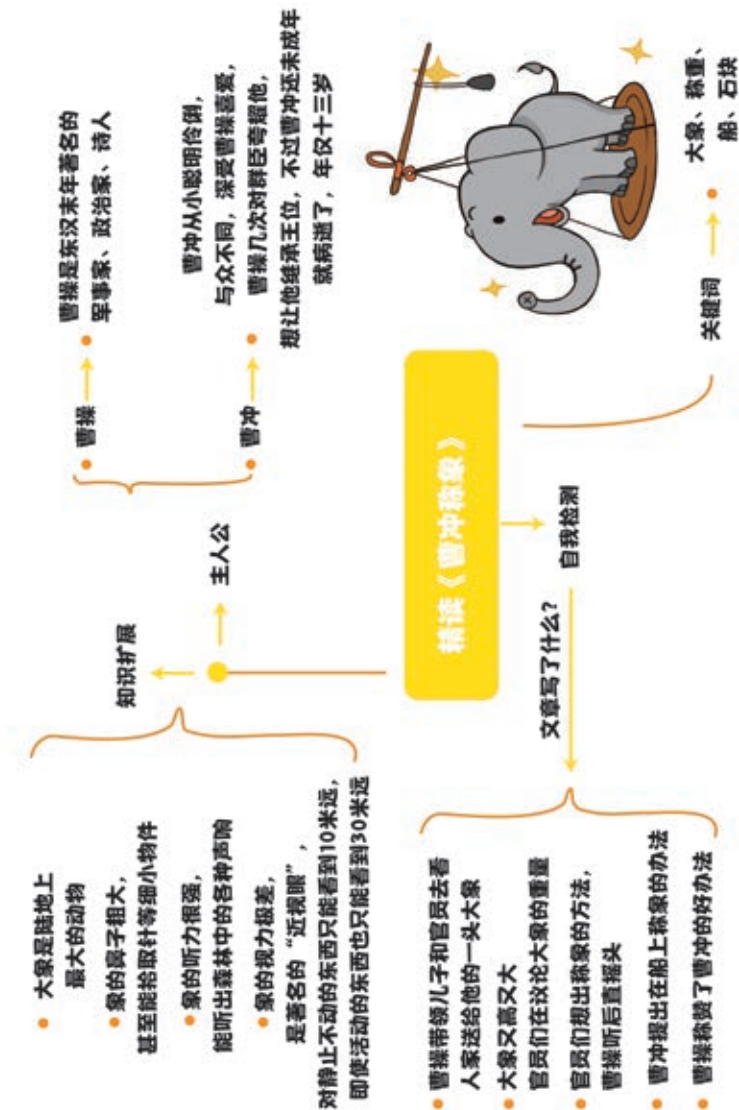 精读《曹冲称象》
知识扩展
大象是陆地上
最大的动物
象的鼻子粗大，
甚至能拾取针等细小物件
象的听力很强，
能听出森林中的各种声响
象的视力极差，
是著名的“近视眼”，
对静止不动的东西只能看到10米远，
即使活动的东西也只能看到30米远
主人公
曹操
曹操是东汉末年著名的
军事家、政治家、诗人
曹冲
曹冲从小聪明伶俐，
与众不同，深受曹操喜爱，
曹操几次对群臣夸耀他，
想让他继承王位，不过曹冲还未成年
就病逝了，年仅十三岁
自我检测
文章写了什么？
曹操带领儿子和官员去看
人家送给他的一头大象
大象又高又大
官员们在议论大象的重量
官员们想出称象的方法，
曹操听后直摇头
曹冲提出在船上称象的办法
曹操称赞了曹冲的好办法
关键词
大象、称重、
船、石块